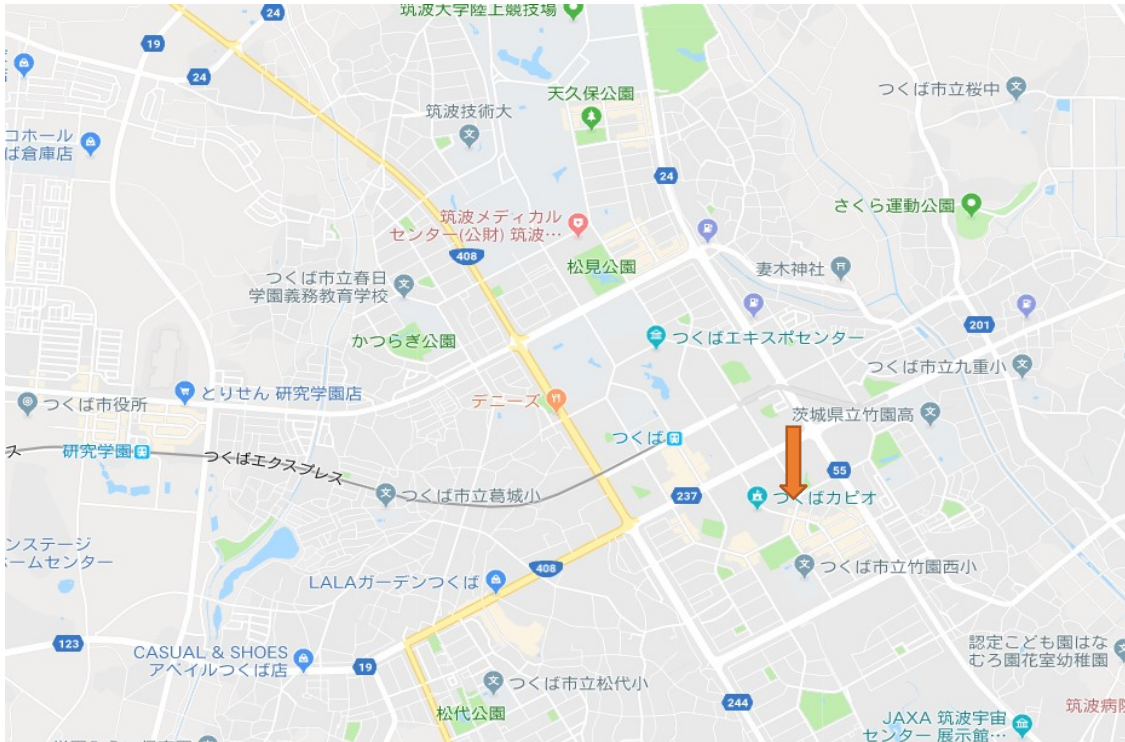 筑波大学陸上競技場
24
19
24
つくば市立桜中
天久保公園
筑波技術大
コホール
ば倉庫店
24
さくら運動公園
筑波メディカル
センター(公財) 筑波…
408
松見公園
妻木神社
つくば市立春日
学園義務教育学校
201
かつらぎ公園
つくばエキスポセンター
つくば市立九重小
とりせん 研究学園店
つくば市役所
デニーズ
茨城県立竹園高
つくば
研究学園
ス
つくばエクスプレス
55
つくば市立葛城小
237
つくばカピオ
ンステージ
ームセンター
408
つくば市立竹園西小
LALAガーデンつくば
123
CASUAL & SHOES
アベイルつくば店
19
認定こども園はな
むろ園花室幼稚園
つくば市立松代小
松代公園
244
筑波病院
JAXA 筑波宇宙
センター 展示館…